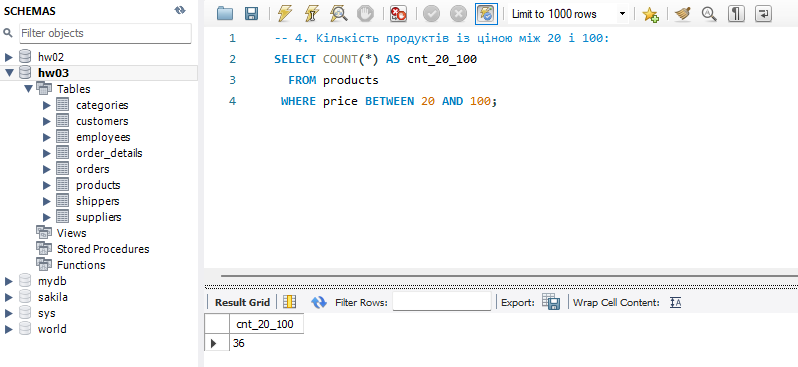 SCHEMAS
Filter objects
hw02
hw03
Tables
categories
customers
employees
order_details
orders
products
shippers
suppliers
Views
Stored Procedures
Functions
mydb
sakila
sys
world
Limit to 1000 rows
1 -- 4. Кількість продуктів із ціною між 20 і 100:
2 SELECT COUNT(*) AS cnt_20_100
3 FROM products
4 WHERE price BETWEEN 20 AND 100;
Result Grid Filter Rows: Export: Wrap Cell Content: IA
cnt_20_100
36